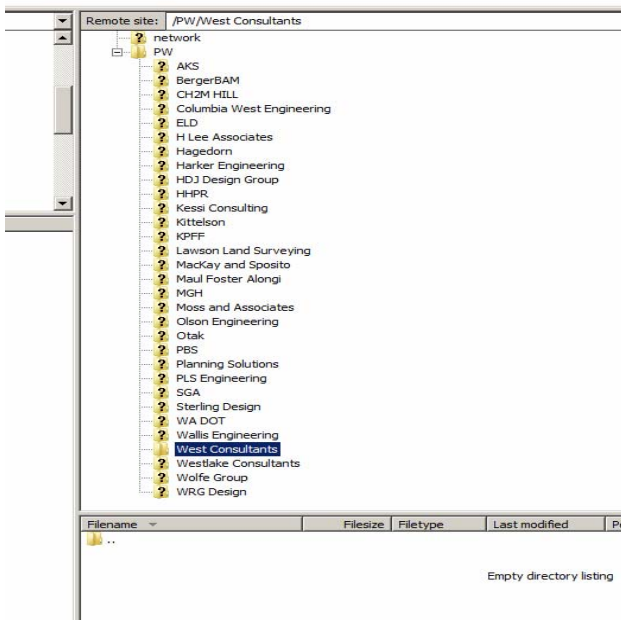 Remote site: /PW/West Consultants
network
PW
AKS
BergerBAM
CH2M HILL
Columbia West Engineering
ELD
H Lee Associates
Hagedorn
Harker Engineering
HDJ Design Group
HHPR
Kessi Consulting
Kittelson
KPFF
Lawson Land Surveying
MacKay and Sposito
Maul Foster Alongi
MGH
Moss and Associates
Olson Engineering
Otak
PBS
Planning Solutions
PLS Engineering
SGA
Sterling Design
WA DOT
Wallis Engineering
West Consultants
Westlake Consultants
Wolfe Group
WRG Design
Filename Filesize Filetype Last modified
..
Empty directory listing